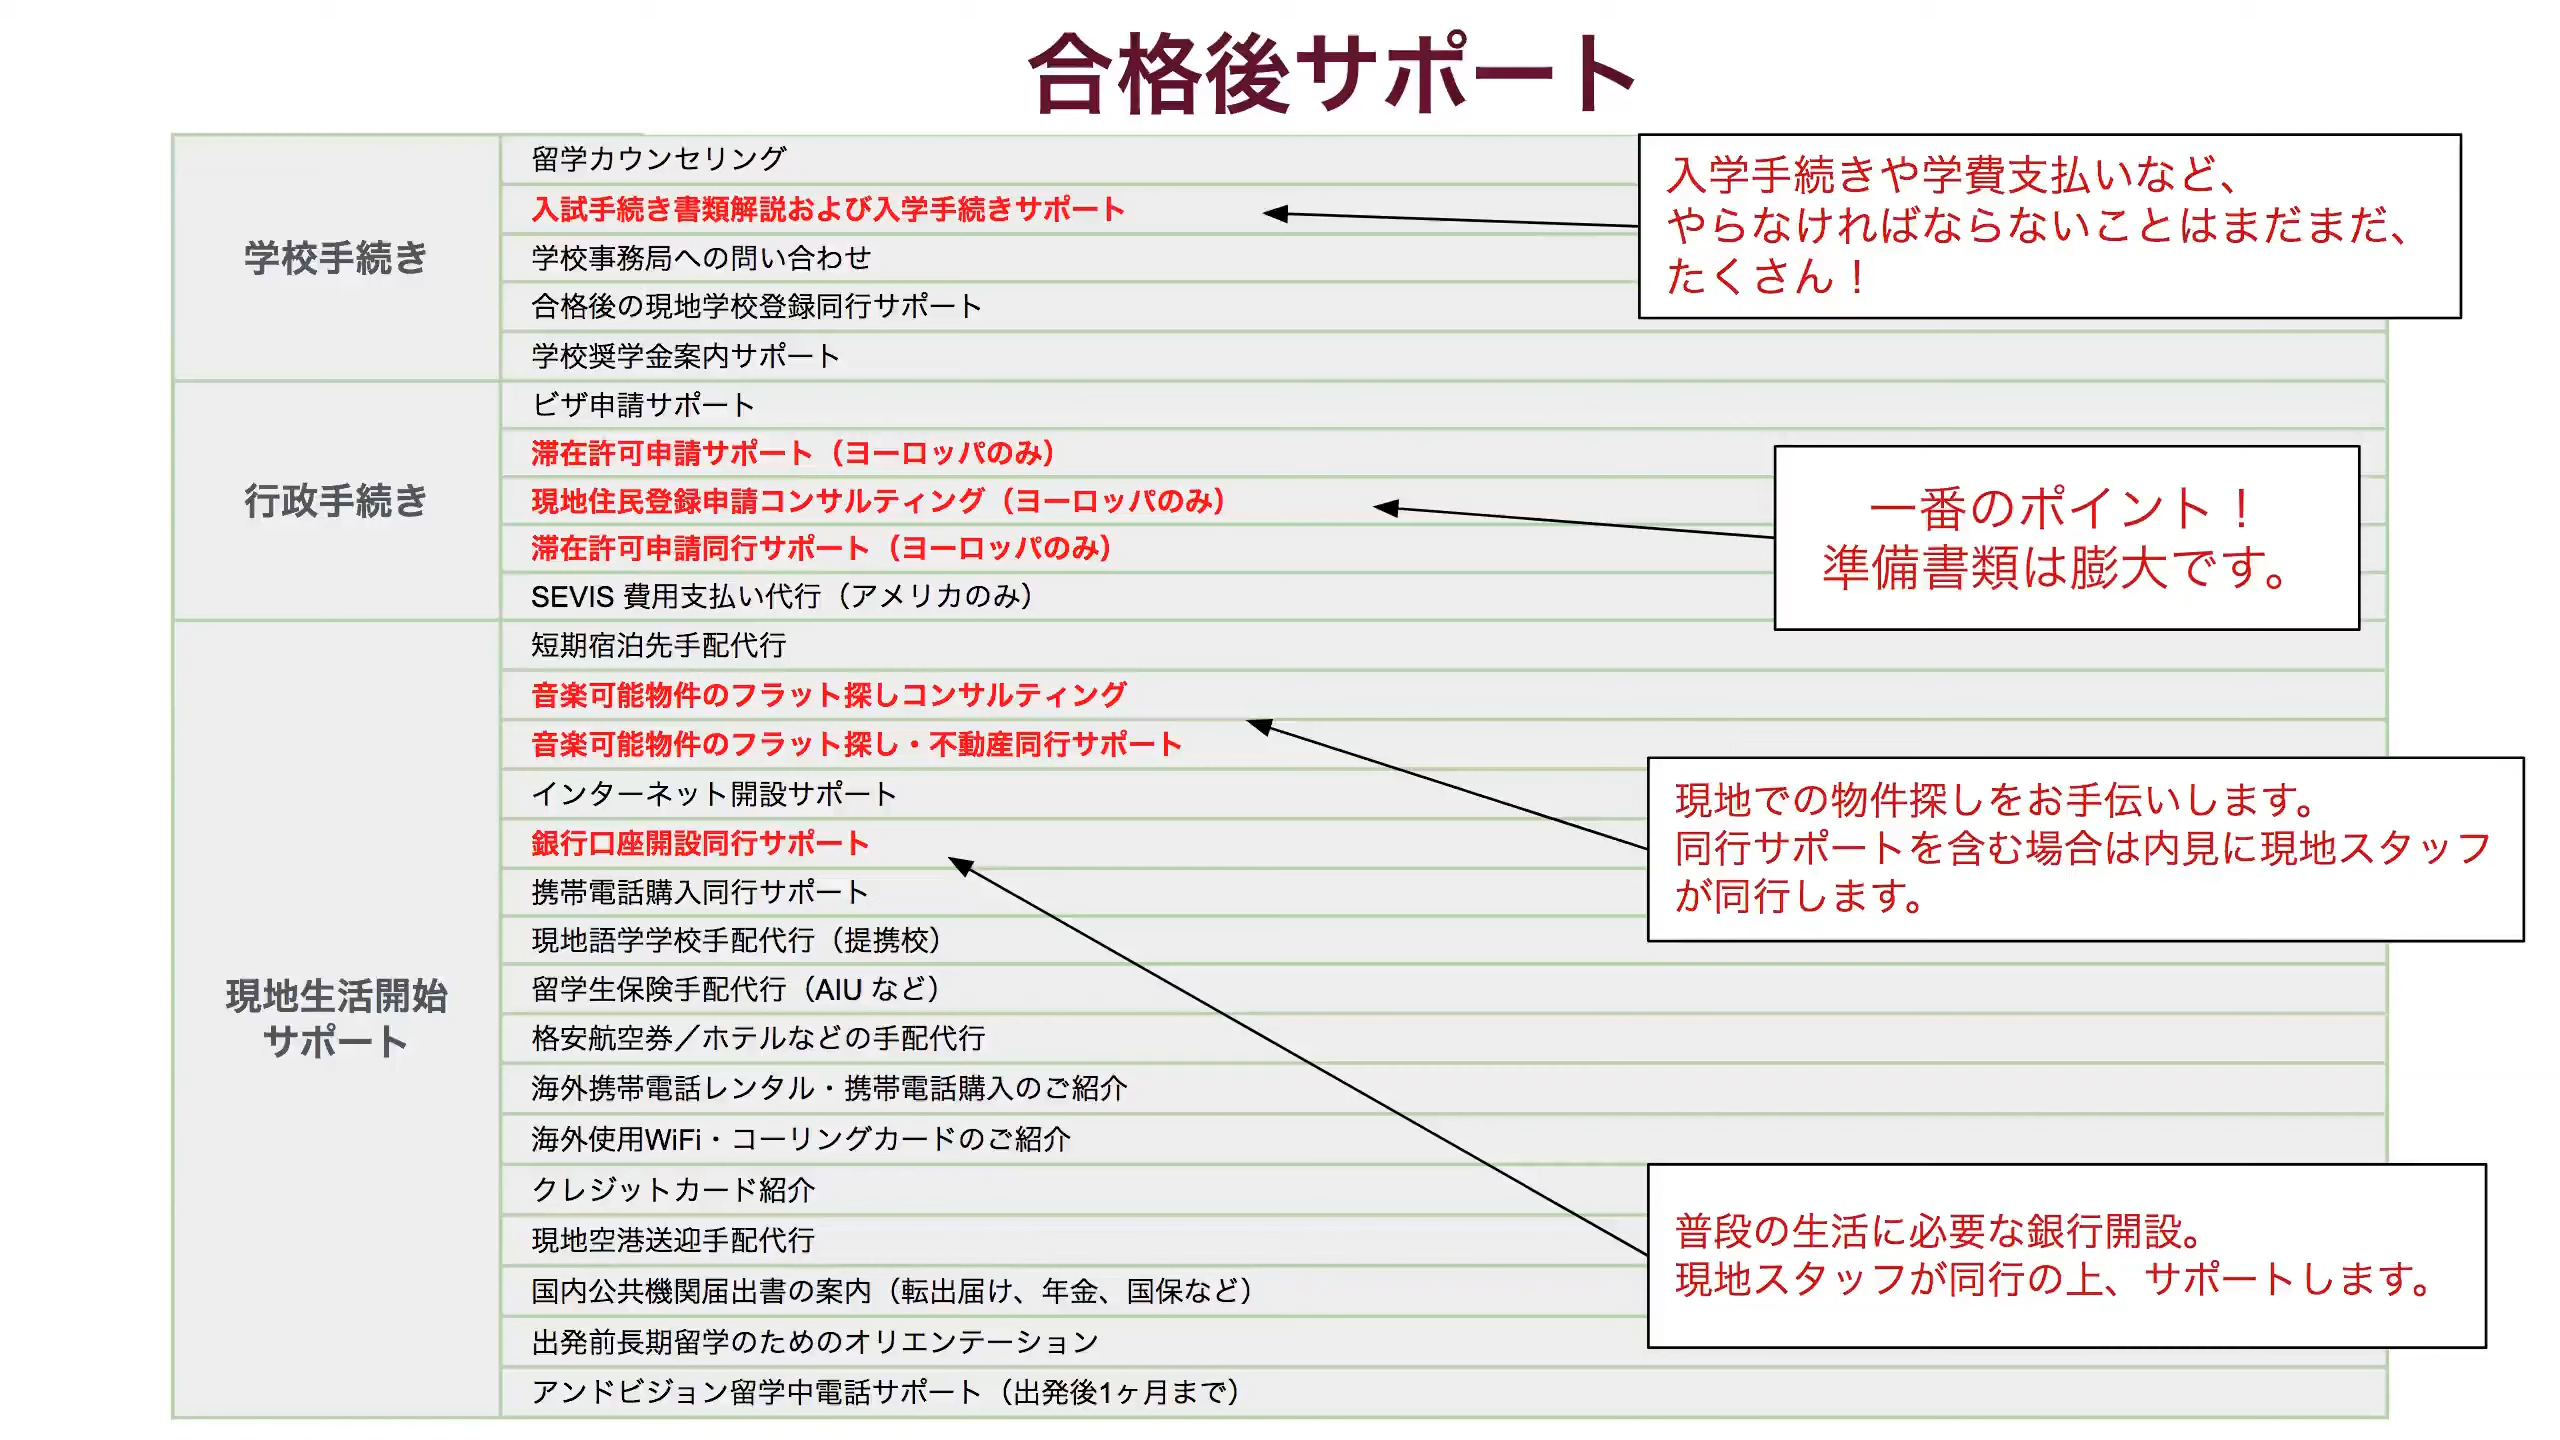 合格後サポート
学校手続き
留学カウンセリング
入試手続き書類解説および入学手続きサポート
学校事務局への問い合わせ
合格後の現地学校登録同行サポート
学校奨学金案内サポート
入学手続きや学費支払いなど、
やらなければならないことはまだまだ、
たくさん！
行政手続き
ビザ申請サポート
滞在許可申請サポート（ヨーロッパのみ）
現地住民登録申請コンサルティング（ヨーロッパのみ）
滞在許可申請同行サポート（ヨーロッパのみ）
SEVIS 費用支払い代行（アメリカのみ）
一番のポイント！
準備書類は膨大です。
現地生活開始
サポート
短期宿泊先手配代行
音楽可能物件のフラット探しコンサルティング
音楽可能物件のフラット探し・不動産同行サポート
インターネット開設サポート
銀行口座開設同行サポート
携帯電話購入同行サポート
現地語学学校手配代行（提携校）
留学生保険手配代行（AIU など）
格安航空券／ホテルなどの手配代行
海外携帯電話レンタル・携帯電話購入のご紹介
海外使用WiFi・コーリングカードのご紹介
クレジットカード紹介
現地空港送迎手配代行
国内公共機関届出書の案内（転出届け、年金、国保など）
出発前長期留学のためのオリエンテーション
アンドビジョン留学中電話サポート（出発後1ヶ月まで）
現地での物件探しをお手伝いします。
同行サポートを含む場合は内見に現地スタッフ
が同行します。
普段の生活に必要な銀行開設。
現地スタッフが同行の上、サポートします。